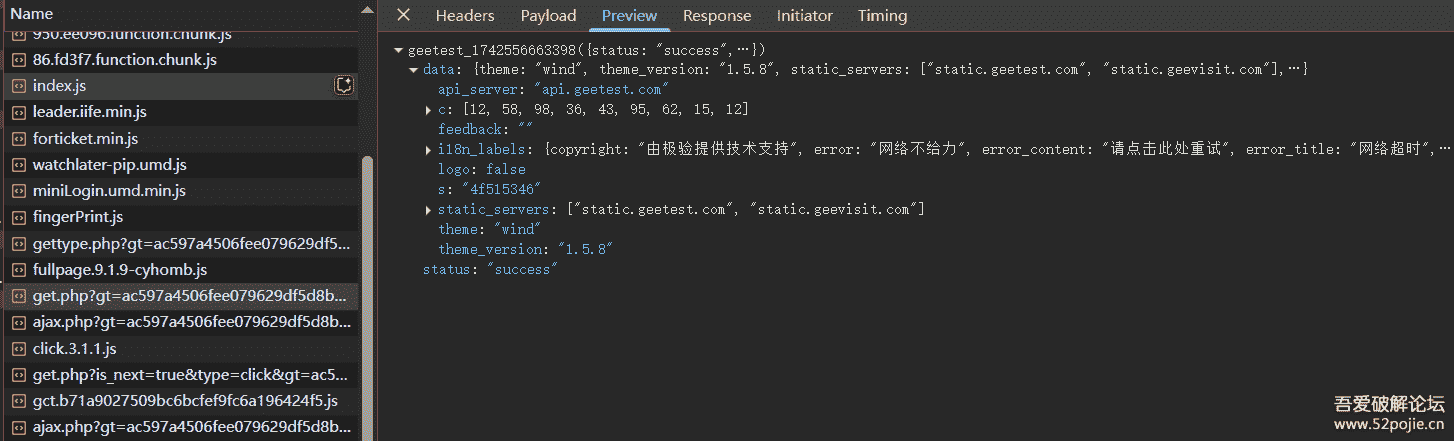 Name
950.ee096.function.chunk.js
86.fd3f7.function.chunk.js
index.js
leader.iife.min.js
forticket.min.js
watchlater-pip.umd.js
miniLogin.umd.min.js
fingerPrint.js
gettype.php?gt=ac597a4506fee079629df5...
fullpage.9.1.9-cyhomb.js
get.php?gt=ac597a4506fee079629df5d8b...
ajax.php?gt=ac597a4506fee079629df5d8b...
click.3.1.1.js
get.php?is_next=true&type=click&gt=ac5...
gct.b71a9027509bc6bcfef9fc6a196424f5.js
ajax.php?gt=ac597a4506fee079629df5d8b...
Headers Payload Preview Response Initiator Timing
geetest_1742556663398({status: "success",…})
data: {theme: "wind", theme_version: "1.5.8", static_servers: ["static.geetest.com", "static.geevisit.com"],…}
api_server: "api.geetest.com"
c: [12, 58, 98, 36, 43, 95, 62, 15, 12]
feedback: ""
i18n_labels: {copyright: "由极验提供技术支持", error: "网络不给力", error_content: "请点击此处重试", error_title: "网络超时",…
logo: false
s: "4f515346"
static_servers: ["static.geetest.com", "static.geevisit.com"]
theme: "wind"
theme_version: "1.5.8"
status: "success"
吾爱破解论坛
www.52pojie.cn